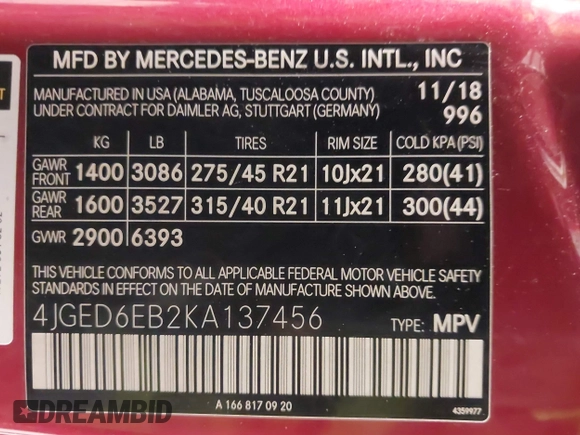 MFD BY MERCEDES-BENZ U.S. INTL., INC
MANUFACTURED IN USA (ALABAMA, TUSCALOOSA COUNTY) 11/18
UNDER CONTRACT FOR DAIMLER AG, STUTTGART (GERMANY) 996
KG LB TIRES RIM SIZE COLD KPA (PSI)
GAWR FRONT 1400 3086 275/45 R21 10Jx21 280(41)
GAWR REAR 1600 3527 315/40 R21 11Jx21 300(44)
GVWR 2900 6393
THIS VEHICLE CONFORMS TO ALL APPLICABLE FEDERAL MOTOR VEHICLE SAFETY
STANDARDS IN EFFECT ON THE DATE OF MANUFACTURE SHOWN ABOVE.
4JGED6EB2KA137456 TYPE: MPV
A 166 817 09 20 4359977
DREAMBID